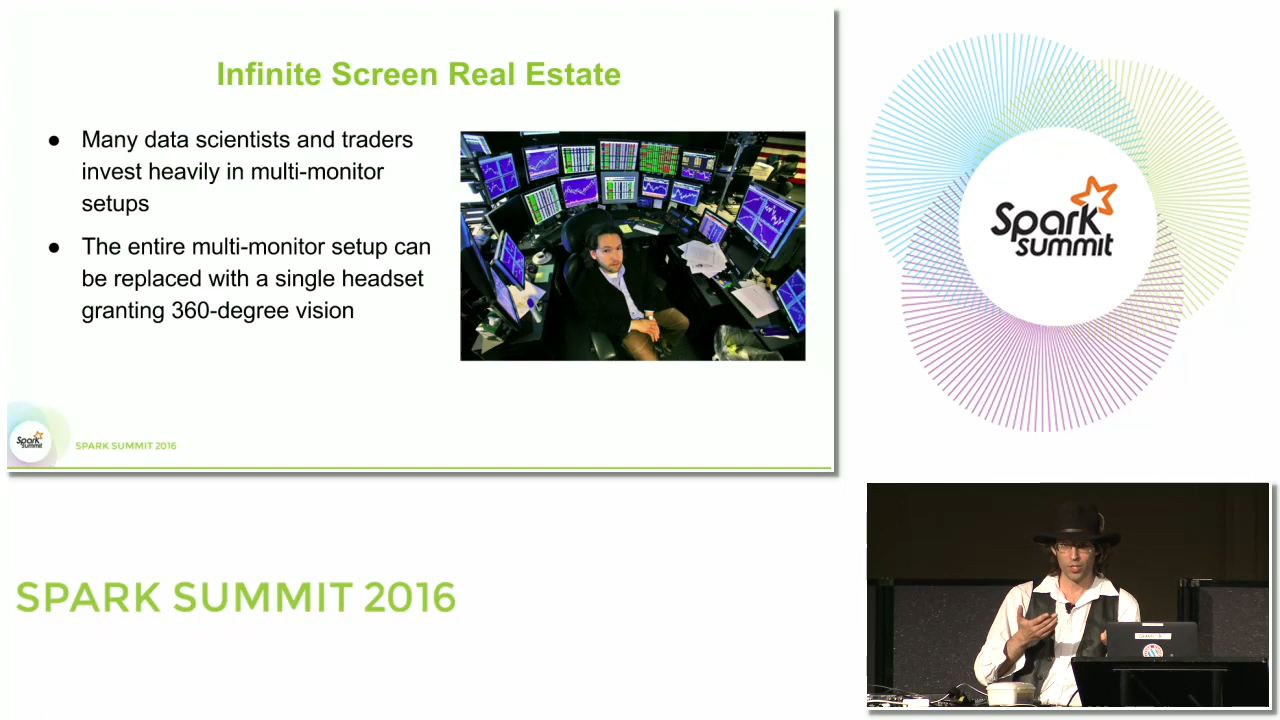 Infinite Screen Real Estate
● Many data scientists and traders
invest heavily in multi-monitor
setups
● The entire multi-monitor setup can
be replaced with a single headset
granting 360-degree vision
Spark
summit
SPARK SUMMIT 2016
Spark
summit
SPARK SUMMIT 2016